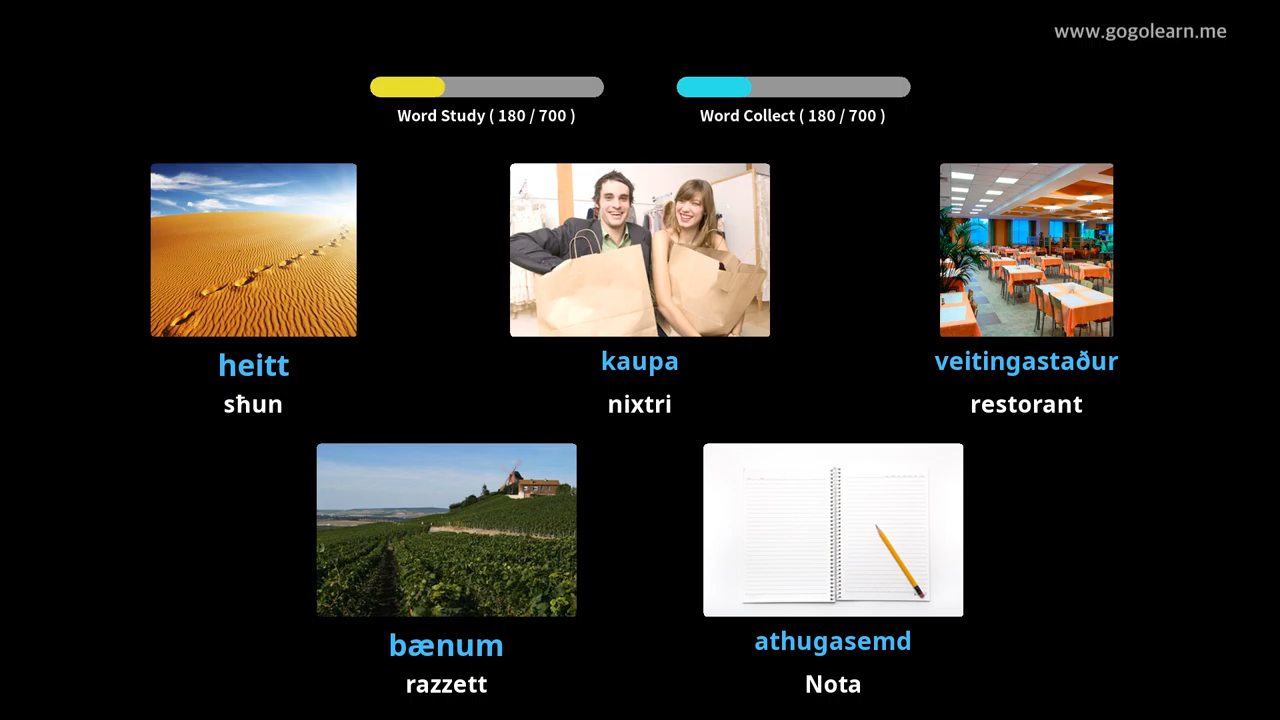 www.gogolearn.me
Word Study ( 180 / 700 )
Word Collect ( 180 / 700 )
heitt
kaupa
veitingastaður
sħun
nixtri
restorant
bænum
athugasemd
razzett
Nota